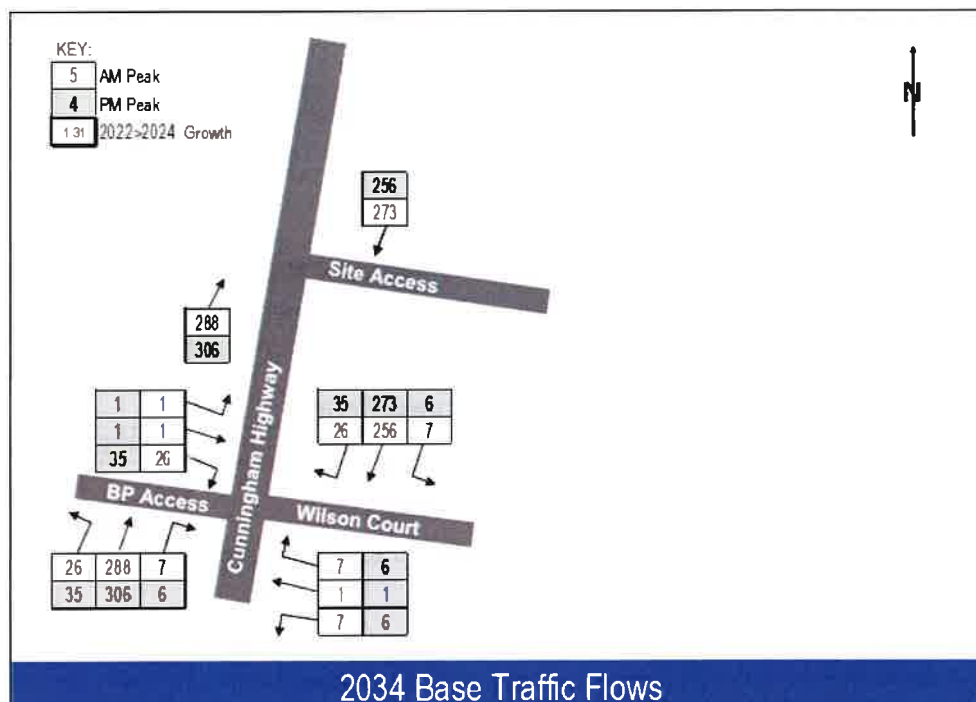 KEY:
5 AM Peak
4 PM Peak
1.31 2022>2024 Growth
N
256
273
Site Access
288
306
Cunningham Highway
1 1
1 1
35 26
35 273 6
26 256 7
BP Access
Wilson Court
26 288 7
35 306 6
7 6
1 1
7 6
2034 Base Traffic Flows